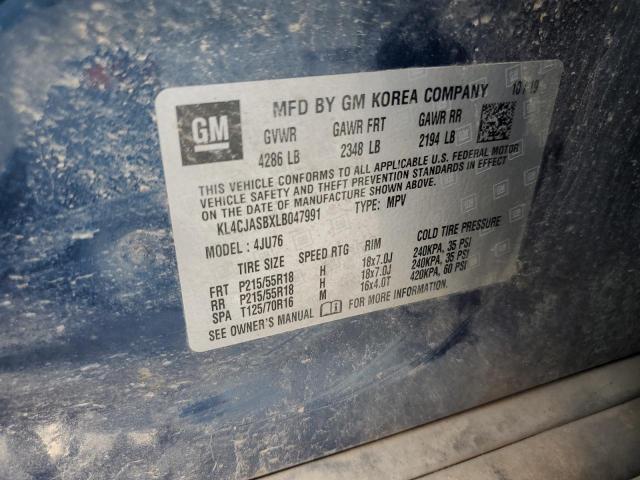 GM
MFD BY GM KOREA COMPANY 10/19
GVWR GAWR FRT GAWR RR
4286 LB 2348 LB 2194 LB
THIS VEHICLE CONFORMS TO ALL APPLICABLE U.S. FEDERAL MOTOR
VEHICLE SAFETY AND THEFT PREVENTION STANDARDS IN EFFECT
ON THE DATE OF MANUFACTURE SHOWN ABOVE.
KL4CJASBXLB047991 TYPE: MPV
MODEL: 4JU76
TIRE SIZE SPEED RTG RIM COLD TIRE PRESSURE
FRT P215/55R18 H 18x7.0J 240KPA, 35 PSI
RR P215/55R18 H 18x7.0J 240KPA, 35 PSI
SPA T125/70R16 M 16x4.0T 420KPA, 60 PSI
SEE OWNER'S MANUAL FOR MORE INFORMATION.